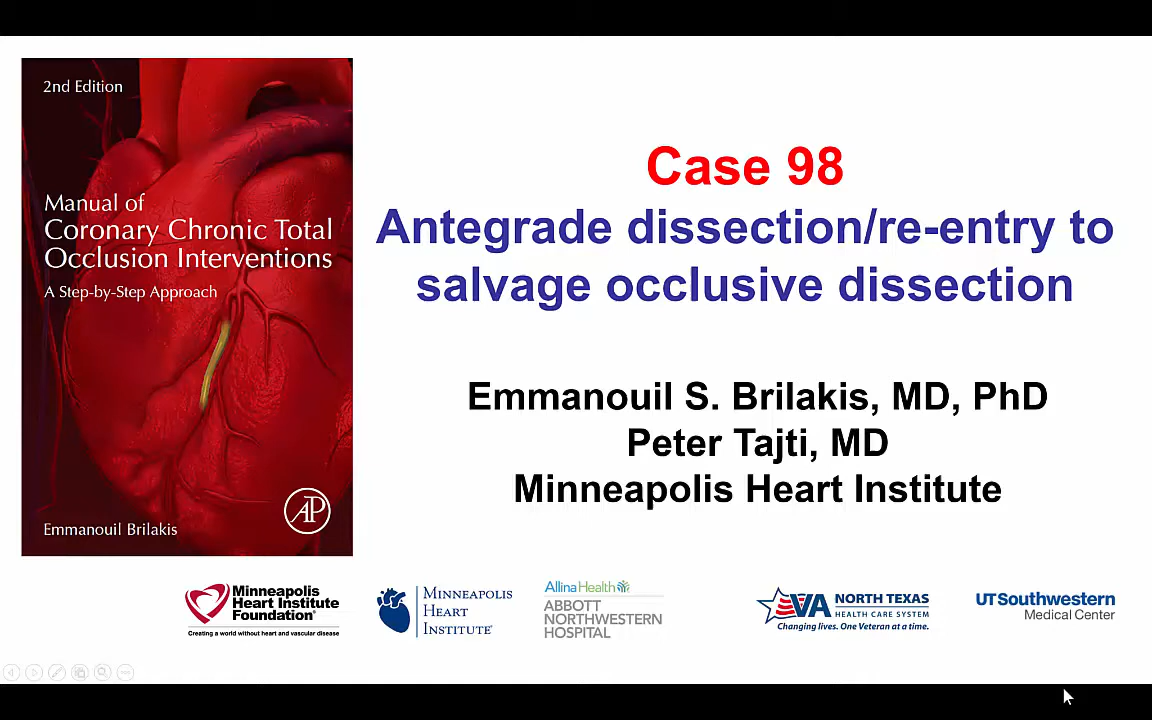 2nd Edition
Manual of
Coronary Chronic Total
Occlusion Interventions
A Step-by-Step Approach
AP
Emmanouil Brilakis
Case 98
Antegrade dissection/re-entry to
salvage occlusive dissection
Emmanouil S. Brilakis, MD, PhD
Peter Tajti, MD
Minneapolis Heart Institute
Minneapolis
Heart Institute
Foundation®
Creating a world without heart and vascular disease
Minneapolis
Heart
Institute®
Allina Health
ABBOTT
NORTHWESTERN
HOSPITAL
VA NORTH TEXAS
HEALTH CARE SYSTEM
Changing lives. One Veteran at a time.
UTSouthwestern
Medical Center